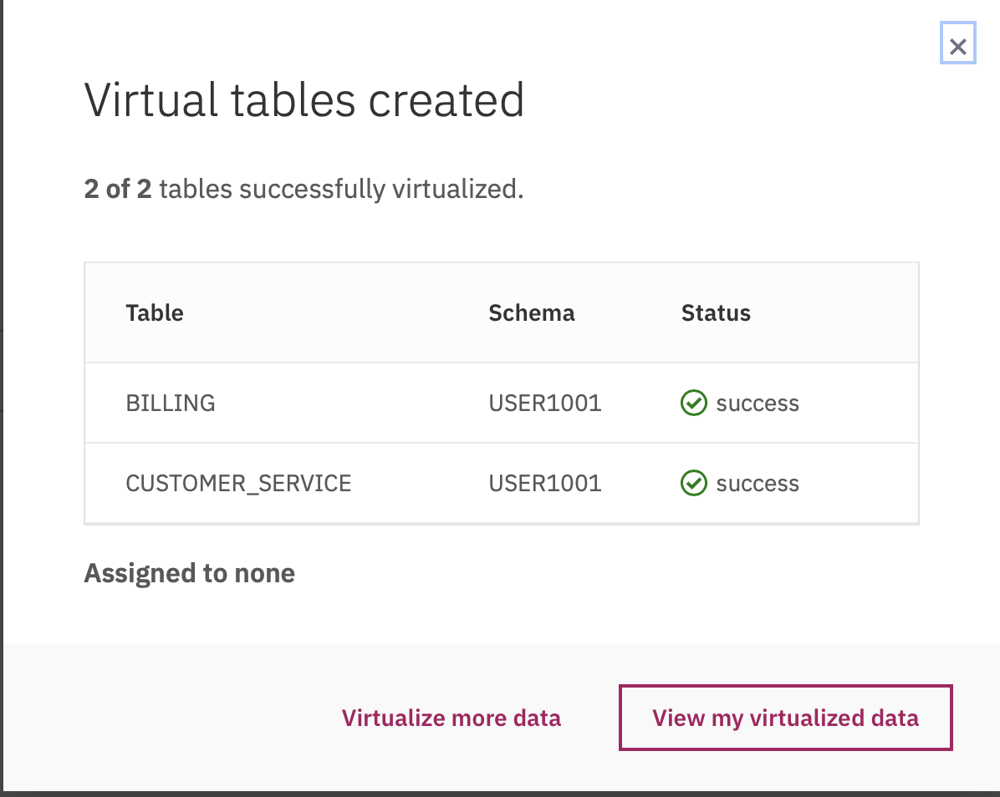 Virtual tables created
2 of 2 tables successfully virtualized.
Table Schema Status
BILLING USER1001 success
CUSTOMER_SERVICE USER1001 success
Assigned to none
Virtualize more data View my virtualized data